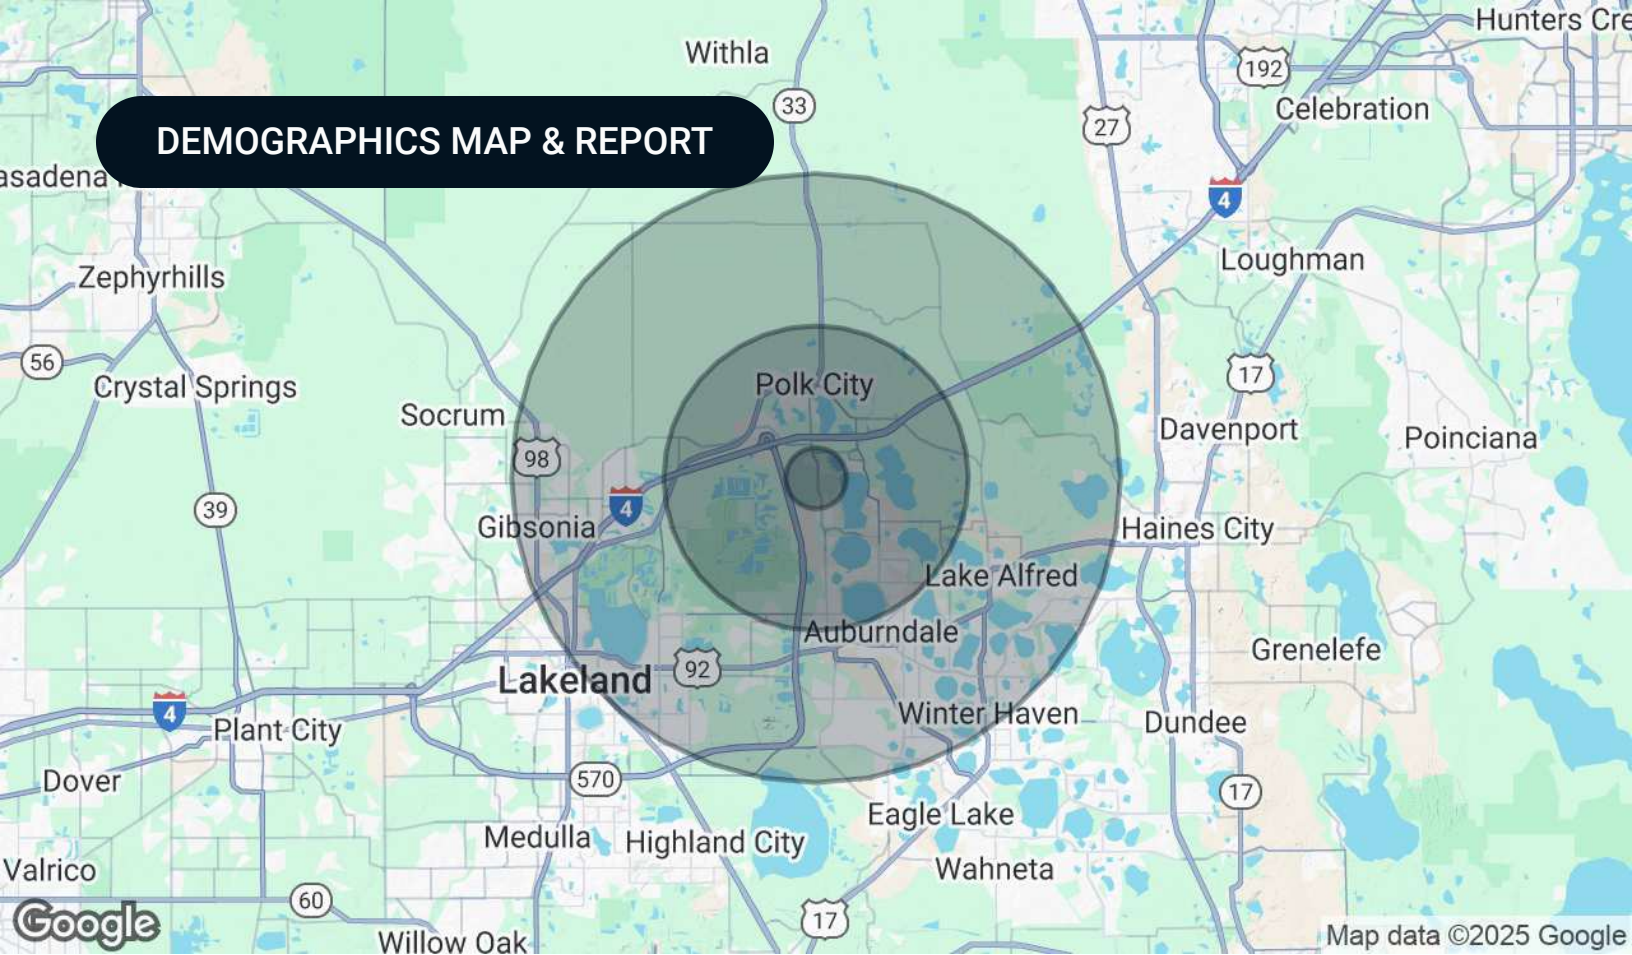 Hunters Cre
Withla
192
33
Celebration
27
DEMOGRAPHICS MAP & REPORT
asadena
4
Loughman
Zephyrhills
56
17
Crystal Springs
Polk City
Socrum
Davenport
Poinciana
98
39
4
Gibsonia
Haines City
Lake Alfred
Auburndale
Grenelefe
92
Lakeland
4
Plant City
Winter Haven
Dundee
Dover
570
17
Eagle Lake
Medulla
Highland City
Valrico
Wahneta
60
17
Google
Willow Oak
Map data ©2025 Google